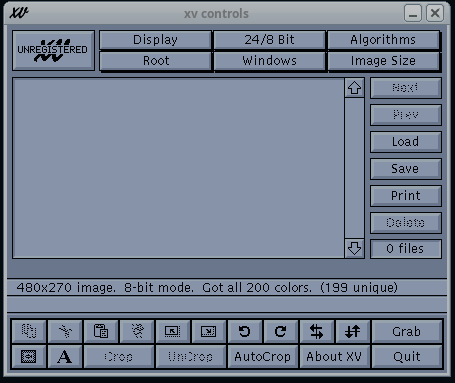 xv controls
UNREGISTERED
Display 24/8 Bit Algorithms
Root Windows Image Size
Next
Prev
Load
Save
Print
Delete
0 files
480x270 image. 8-bit mode. Got all 200 colors. (199 unique)
Grab
A Crop UnCrop AutoCrop About XV Quit